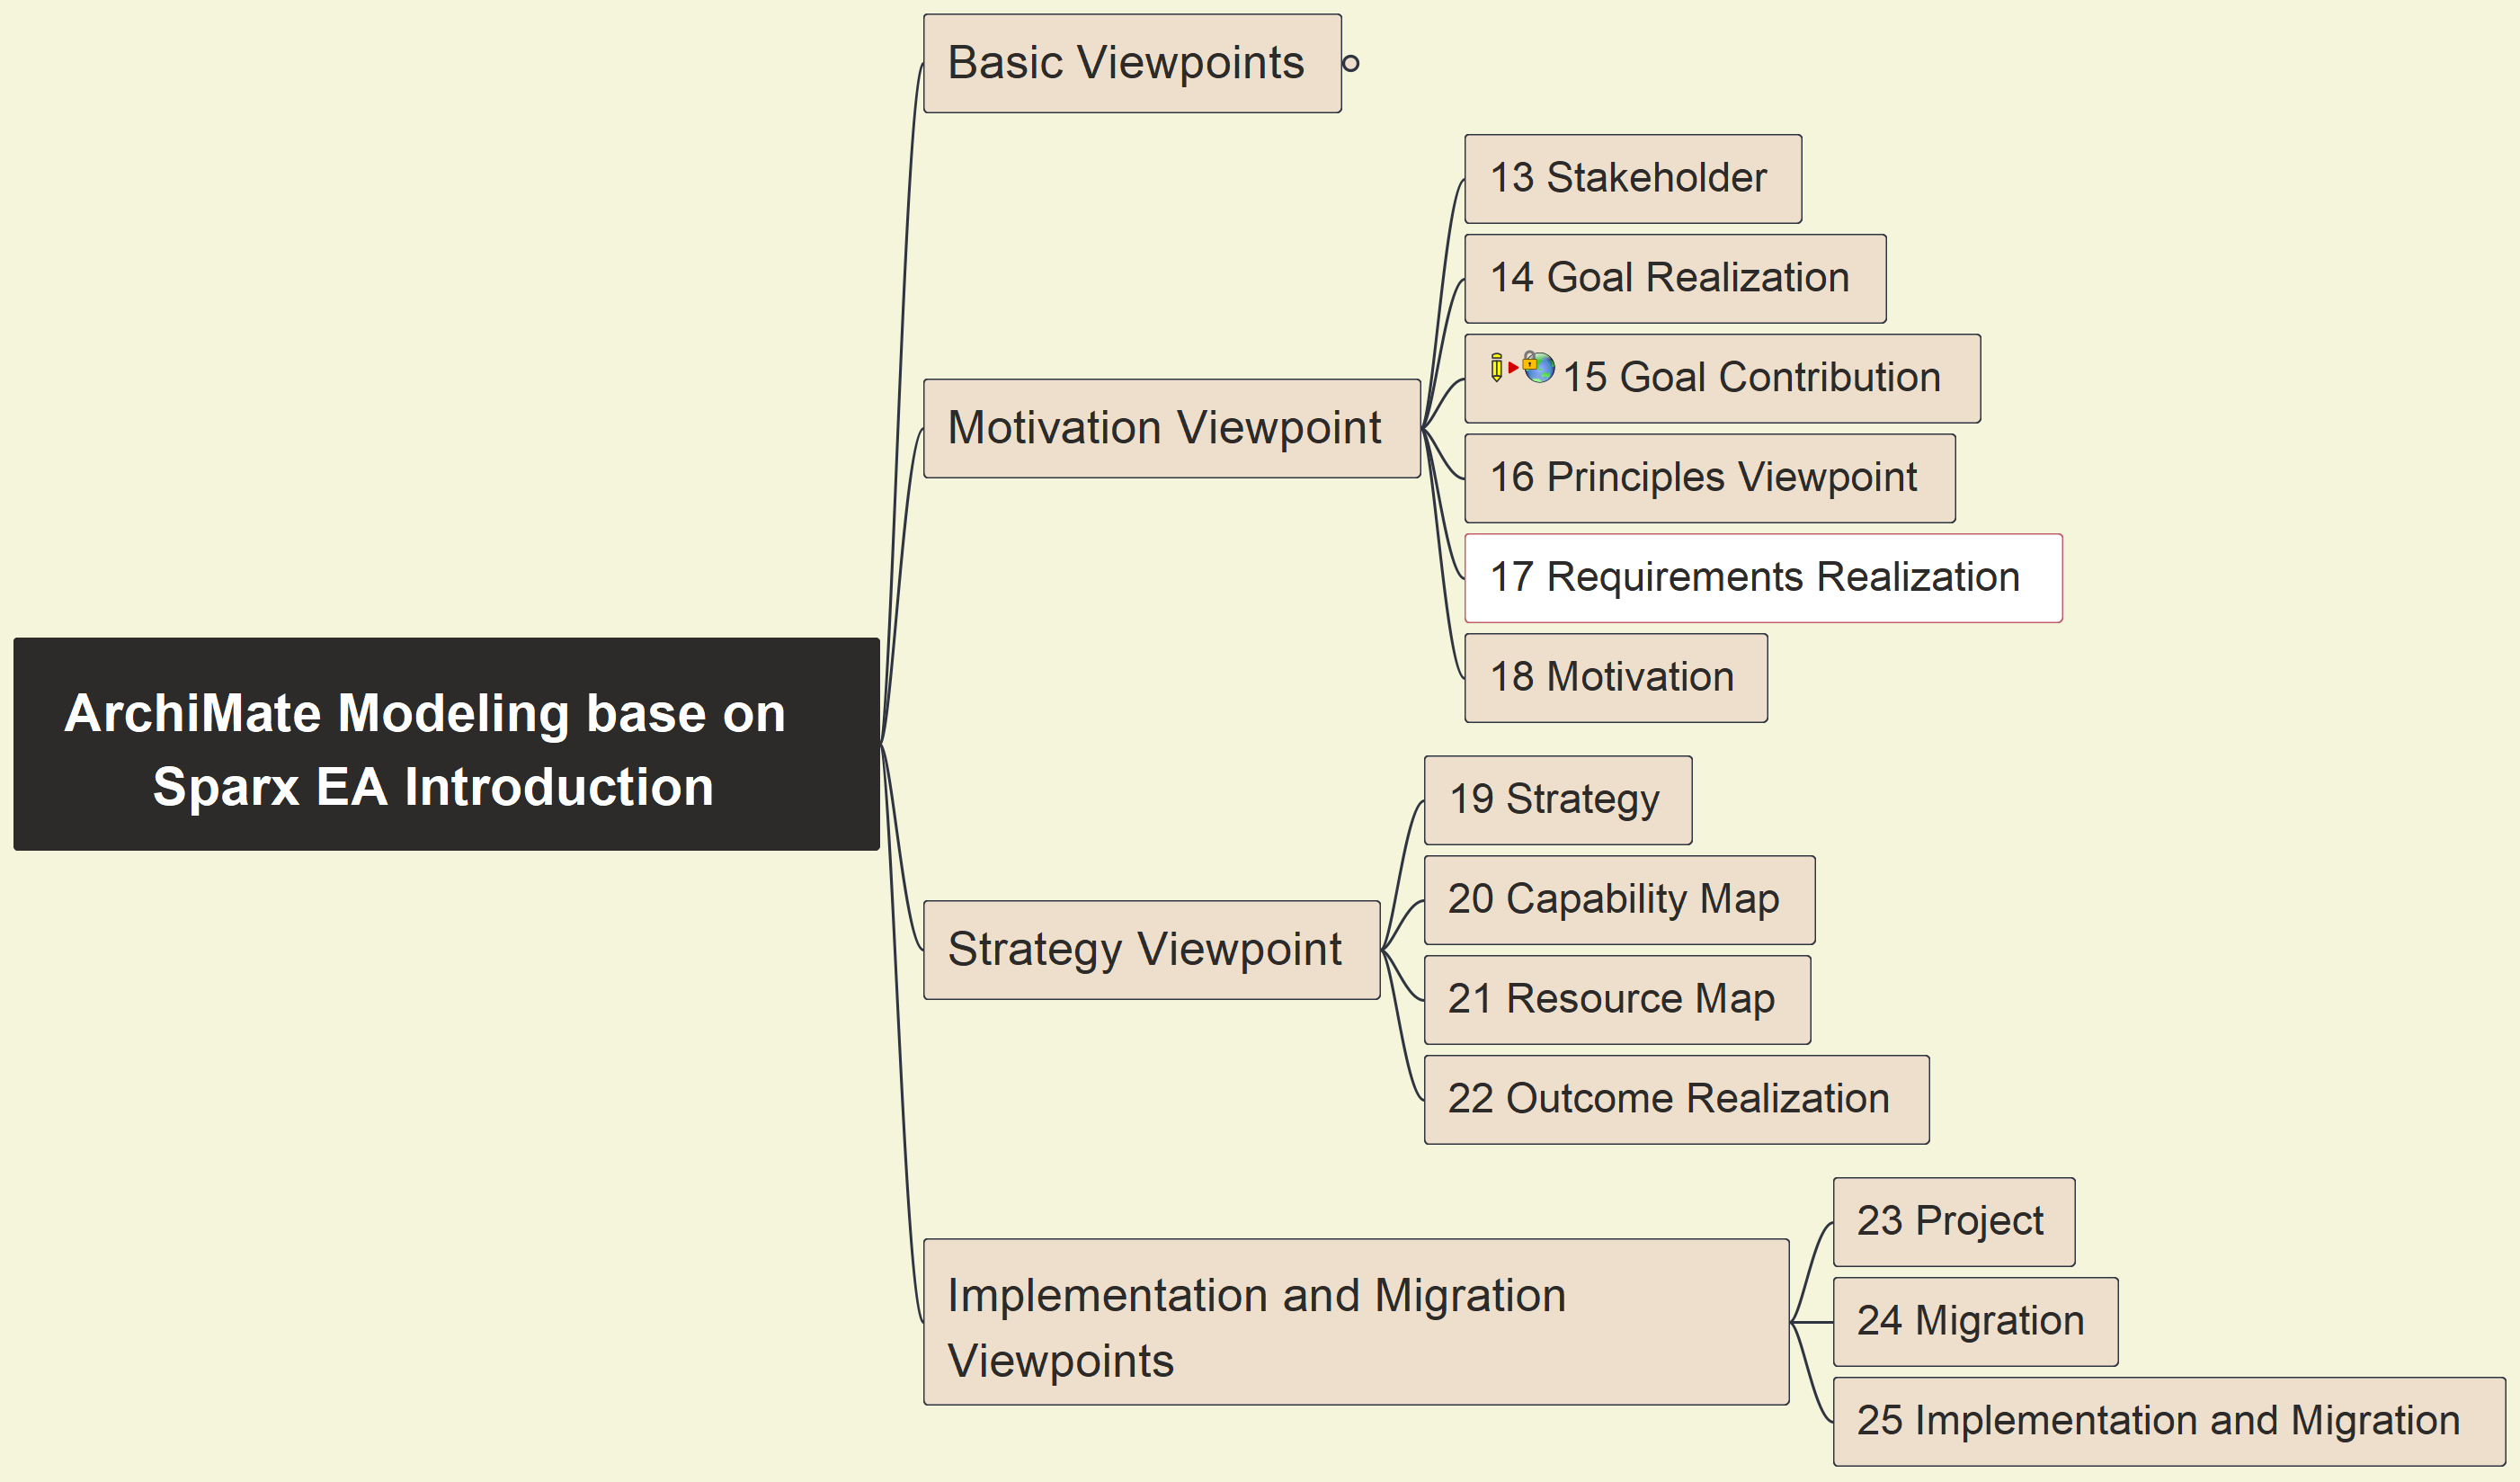 Basic Viewpoints
13 Stakeholder
14 Goal Realization
15 Goal Contribution
Motivation Viewpoint
16 Principles Viewpoint
17 Requirements Realization
18 Motivation
ArchiMate Modeling base on
Sparx EA Introduction
19 Strategy
20 Capability Map
Strategy Viewpoint
21 Resource Map
22 Outcome Realization
23 Project
Implementation and Migration
Viewpoints
24 Migration
25 Implementation and Migration